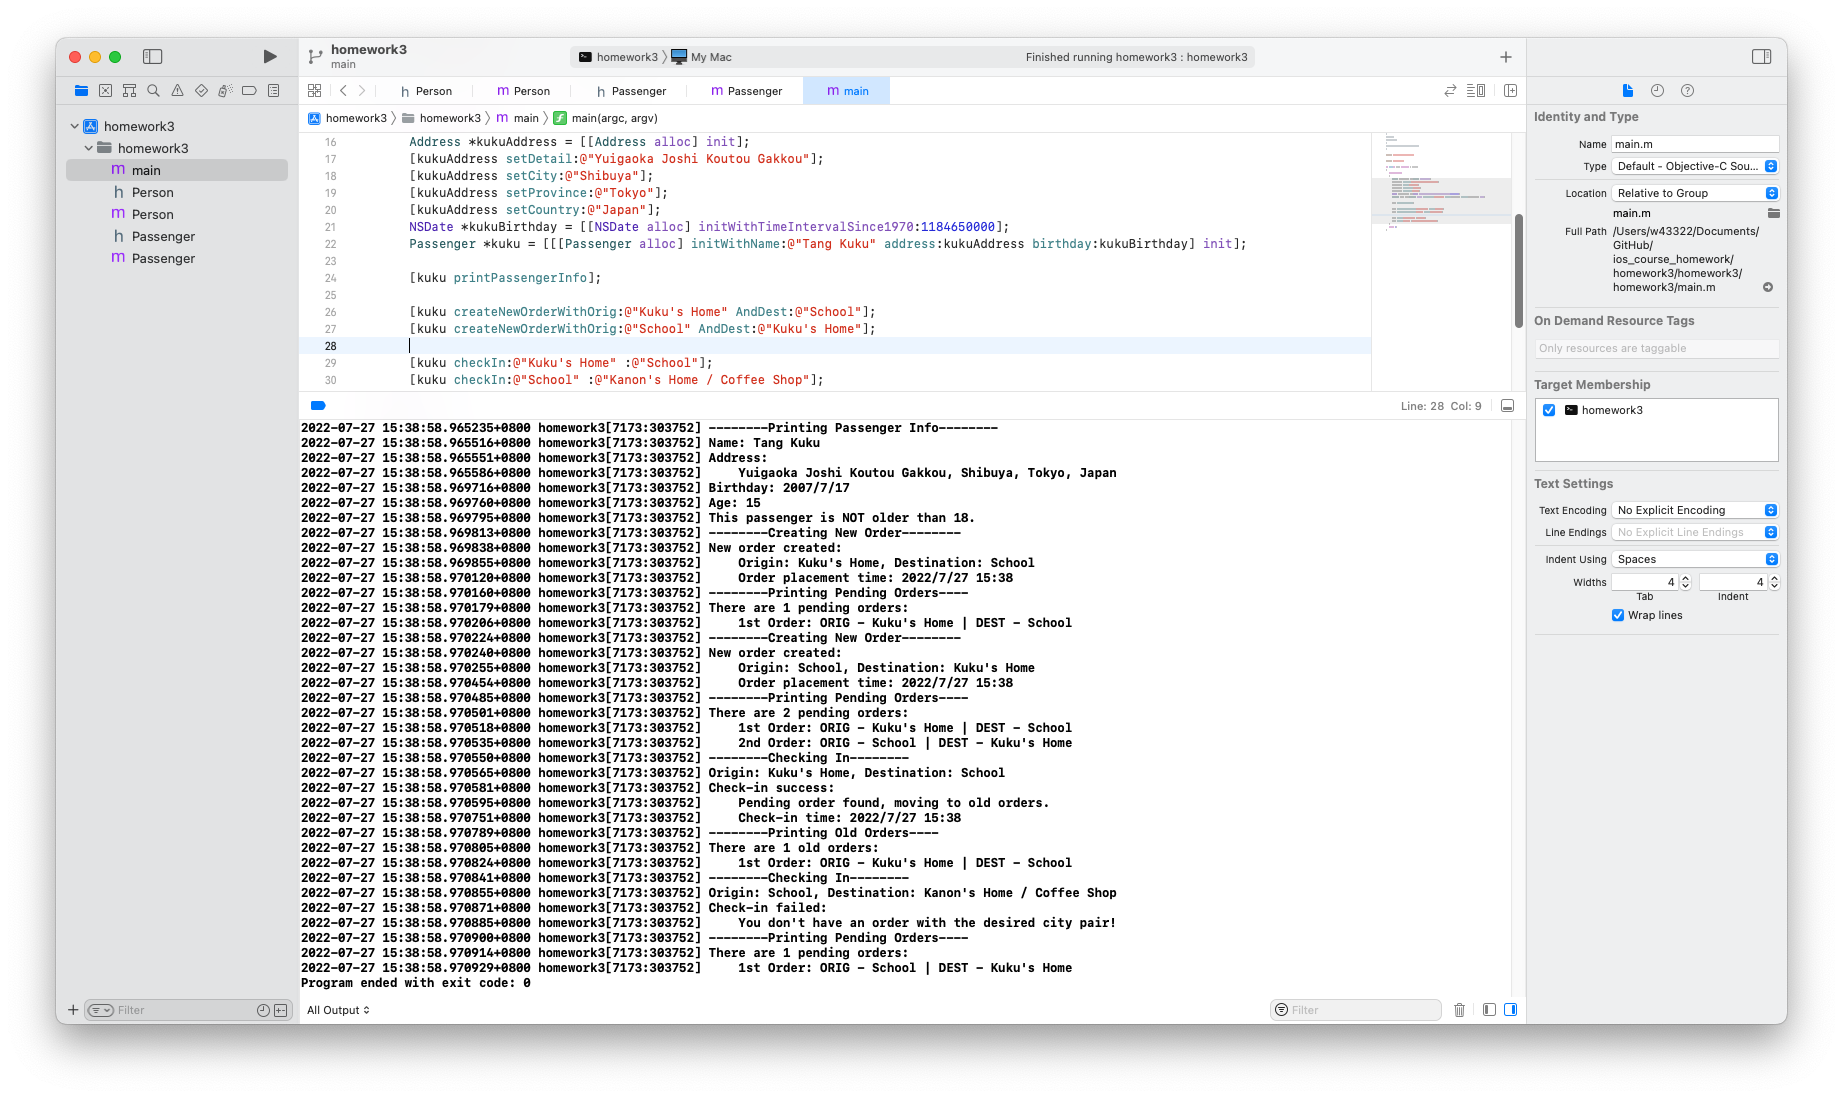 homework3
main
homework3 〉 My Mac
Finished running homework3 : homework3
h Person
m Person
h Passenger
m Passenger
m main
homework3 〉 homework3 〉 m main 〉 f main(argc, argv)
homework3
homework3
m main
h Person
m Person
h Passenger
m Passenger
16 Address *kukuAddress = [[Address alloc] init];
17 [kukuAddress setDetail:@"Yuigaoka Joshi Koutou Gakkou"];
18 [kukuAddress setCity:@"Shibuya"];
19 [kukuAddress setProvince:@"Tokyo"];
20 [kukuAddress setCountry:@"Japan"];
21 NSDate *kukuBirthday = [[NSDate alloc] initWithTimeIntervalSince1970:1184650000];
22 Passenger *kuku = [[[Passenger alloc] initWithName:@"Tang Kuku" address:kukuAddress birthday:kukuBirthday] init];
23
24 [kuku printPassengerInfo];
25
26 [kuku createNewOrderWithOrig:@"Kuku's Home" AndDest:@"School"];
27 [kuku createNewOrderWithOrig:@"School" AndDest:@"Kuku's Home"];
28
29 [kuku checkIn:@"Kuku's Home" :@"School"];
30 [kuku checkIn:@"School" :@"Kanon's Home / Coffee Shop"];
Line: 28 Col: 9
2022-07-27 15:38:58.965235+0800 homework3[7173:303752] --------Printing Passenger Info--------
2022-07-27 15:38:58.965516+0800 homework3[7173:303752] Name: Tang Kuku
2022-07-27 15:38:58.965551+0800 homework3[7173:303752] Address:
2022-07-27 15:38:58.965586+0800 homework3[7173:303752]     Yuigaoka Joshi Koutou Gakkou, Shibuya, Tokyo, Japan
2022-07-27 15:38:58.969716+0800 homework3[7173:303752] Birthday: 2007/7/17
2022-07-27 15:38:58.969760+0800 homework3[7173:303752] Age: 15
2022-07-27 15:38:58.969795+0800 homework3[7173:303752] This passenger is NOT older than 18.
2022-07-27 15:38:58.969813+0800 homework3[7173:303752] --------Creating New Order--------
2022-07-27 15:38:58.969838+0800 homework3[7173:303752] New order created:
2022-07-27 15:38:58.969855+0800 homework3[7173:303752]     Origin: Kuku's Home, Destination: School
2022-07-27 15:38:58.970120+0800 homework3[7173:303752]     Order placement time: 2022/7/27 15:38
2022-07-27 15:38:58.970160+0800 homework3[7173:303752] --------Printing Pending Orders----
2022-07-27 15:38:58.970179+0800 homework3[7173:303752] There are 1 pending orders:
2022-07-27 15:38:58.970206+0800 homework3[7173:303752]     1st Order: ORIG - Kuku's Home | DEST - School
2022-07-27 15:38:58.970224+0800 homework3[7173:303752] --------Creating New Order--------
2022-07-27 15:38:58.970240+0800 homework3[7173:303752] New order created:
2022-07-27 15:38:58.970255+0800 homework3[7173:303752]     Origin: School, Destination: Kuku's Home
2022-07-27 15:38:58.970454+0800 homework3[7173:303752]     Order placement time: 2022/7/27 15:38
2022-07-27 15:38:58.970485+0800 homework3[7173:303752] --------Printing Pending Orders----
2022-07-27 15:38:58.970501+0800 homework3[7173:303752] There are 2 pending orders:
2022-07-27 15:38:58.970518+0800 homework3[7173:303752]     1st Order: ORIG - Kuku's Home | DEST - School
2022-07-27 15:38:58.970535+0800 homework3[7173:303752]     2nd Order: ORIG - School | DEST - Kuku's Home
2022-07-27 15:38:58.970550+0800 homework3[7173:303752] --------Checking In--------
2022-07-27 15:38:58.970565+0800 homework3[7173:303752] Origin: Kuku's Home, Destination: School
2022-07-27 15:38:58.970581+0800 homework3[7173:303752] Check-in success:
2022-07-27 15:38:58.970595+0800 homework3[7173:303752]     Pending order found, moving to old orders.
2022-07-27 15:38:58.970751+0800 homework3[7173:303752]     Check-in time: 2022/7/27 15:38
2022-07-27 15:38:58.970789+0800 homework3[7173:303752] --------Printing Old Orders----
2022-07-27 15:38:58.970805+0800 homework3[7173:303752] There are 1 old orders:
2022-07-27 15:38:58.970824+0800 homework3[7173:303752]     1st Order: ORIG - Kuku's Home | DEST - School
2022-07-27 15:38:58.970841+0800 homework3[7173:303752] --------Checking In--------
2022-07-27 15:38:58.970855+0800 homework3[7173:303752] Origin: School, Destination: Kanon's Home / Coffee Shop
2022-07-27 15:38:58.970871+0800 homework3[7173:303752] Check-in failed:
2022-07-27 15:38:58.970885+0800 homework3[7173:303752]     You don't have an order with the desired city pair!
2022-07-27 15:38:58.970900+0800 homework3[7173:303752] --------Printing Pending Orders----
2022-07-27 15:38:58.970914+0800 homework3[7173:303752] There are 1 pending orders:
2022-07-27 15:38:58.970929+0800 homework3[7173:303752]     1st Order: ORIG - School | DEST - Kuku's Home
Program ended with exit code: 0
Filter
All Output
Filter
Identity and Type
Name main.m
Type Default - Objective-C Sou...
Location Relative to Group
main.m
Full Path /Users/w43322/Documents/
GitHub/
ios_course_homework/
homework3/homework3/
homework3/main.m
On Demand Resource Tags
Only resources are taggable
Target Membership
homework3
Text Settings
Text Encoding No Explicit Encoding
Line Endings No Explicit Line Endings
Indent Using Spaces
Widths 4 4
Tab Indent
Wrap lines